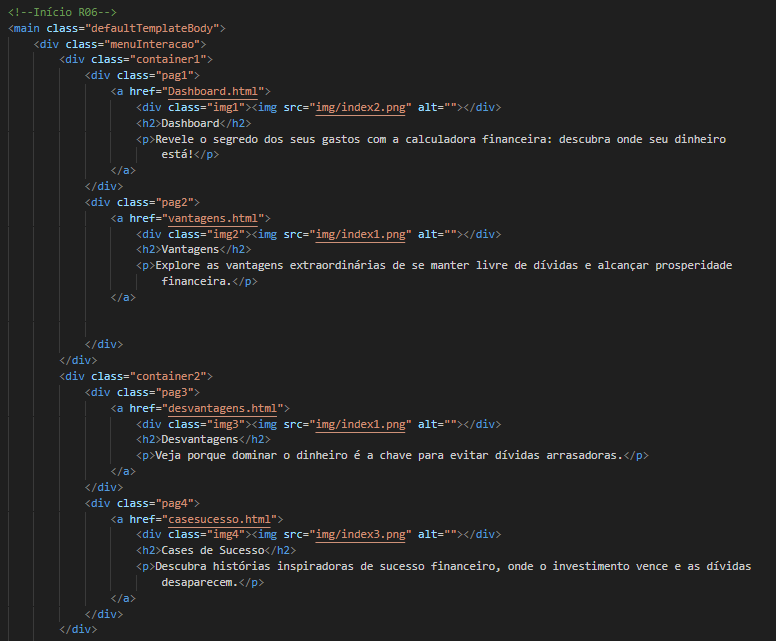 <!--Início R06-->
<main class="defaultTemplateBody">
<div class="menuInteracao">
<div class="container1">
<div class="pag1">
<a href="Dashboard.html">
<div class="img1"><img src="img/index2.png" alt=""></div>
<h2>Dashboard</h2>
<p>Revele o segredo dos seus gastos com a calculadora financeira: descubra onde seu dinheiro
está!</p>
</a>
</div>
<div class="pag2">
<a href="vantagens.html">
<div class="img2"><img src="img/index1.png" alt=""></div>
<h2>Vantagens</h2>
<p>Explore as vantagens extraordinárias de se manter livre de dívidas e alcançar prosperidade
financeira.</p>
</a>
</div>
</div>
<div class="container2">
<div class="pag3">
<a href="desvantagens.html">
<div class="img3"><img src="img/index1.png" alt=""></div>
<h2>Desvantagens</h2>
<p>Veja porque dominar o dinheiro é a chave para evitar dívidas arrasadoras.</p>
</a>
</div>
<div class="pag4">
<a href="casesucesso.html">
<div class="img4"><img src="img/index3.png" alt=""></div>
<h2>Cases de Sucesso</h2>
<p>Descubra histórias inspiradoras de sucesso financeiro, onde o investimento vence e as dívidas
desaparecem.</p>
</a>
</div>
</div>